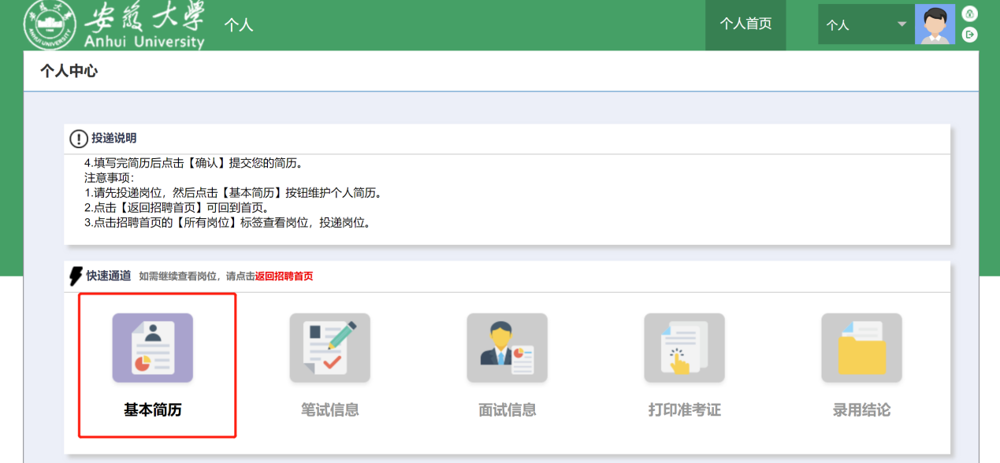 安徽大学
Anhui University
个人
个人首页
个人
个人中心
投递说明
4.填写完简历后点击【确认】提交您的简历。
注意事项：
1.请先投递岗位，然后点击【基本简历】按钮维护个人简历。
2.点击【返回招聘首页】可回到首页。
3.点击招聘首页的【所有岗位】标签查看岗位，投递岗位。
快速通道 如需继续查看岗位，请点击返回招聘首页
基本简历 笔试信息 面试信息 打印准考证 录用结论